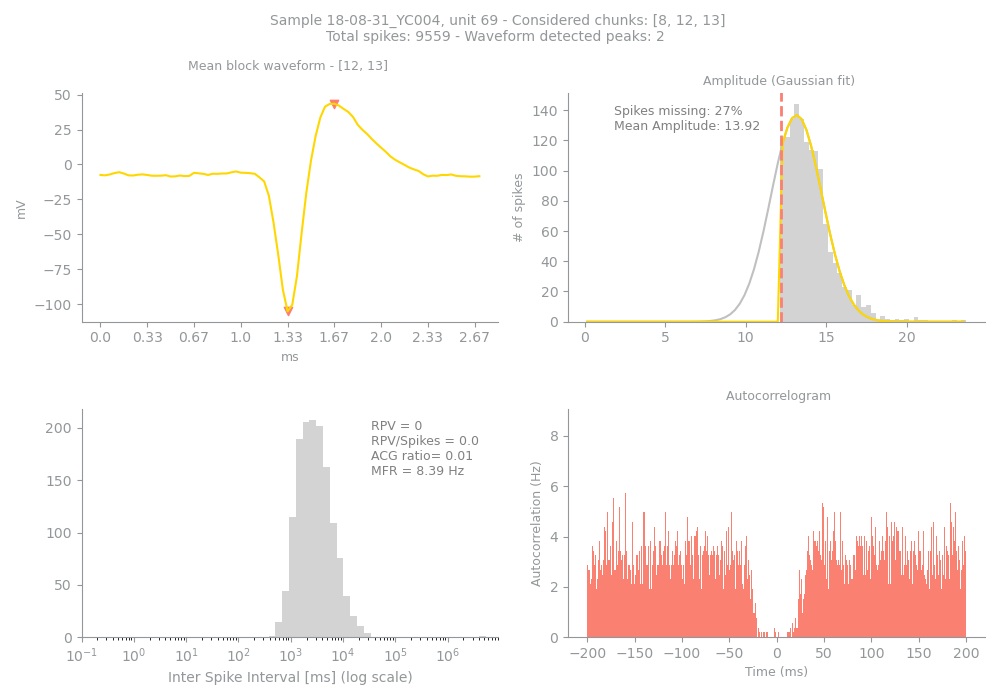 Sample 18-08-31_YC004, unit 69 - Considered chunks: [8, 12, 13]
Total spikes: 9559 - Waveform detected peaks: 2
Mean block waveform - [12, 13]
50
25
0
−25
−50
−75
−100
mV
0.0 0.33 0.67 1.0 1.33 1.67 2.0 2.33 2.67
ms
Amplitude (Gaussian fit)
Spikes missing: 27%
Mean Amplitude: 13.92
140
120
100
80
60
40
20
0
# of spikes
0 5 10 15 20
RPV = 0
RPV/Spikes = 0.0
ACG ratio= 0.01
MFR = 8.39 Hz
200
150
100
50
0
10⁻¹ 10⁰ 10¹ 10² 10³ 10⁴ 10⁵ 10⁶
Inter Spike Interval [ms] (log scale)
Autocorrelogram
8
6
4
2
0
Autocorrelation (Hz)
−200 −150 −100 −50 0 50 100 150 200
Time (ms)